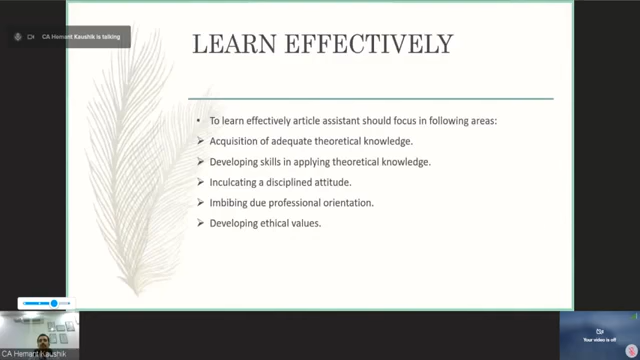 CA Hemant Kaushik is talking
LEARN EFFECTIVELY
• To learn effectively article assistant should focus in following areas:
➢ Acquisition of adequate theoretical knowledge.
➢ Developing skills in applying theoretical knowledge.
➢ Inculcating a disciplined attitude.
➢ Imbibing due professional orientation.
➢ Developing ethical values.
CA Hemant Kaushik
Your video is off